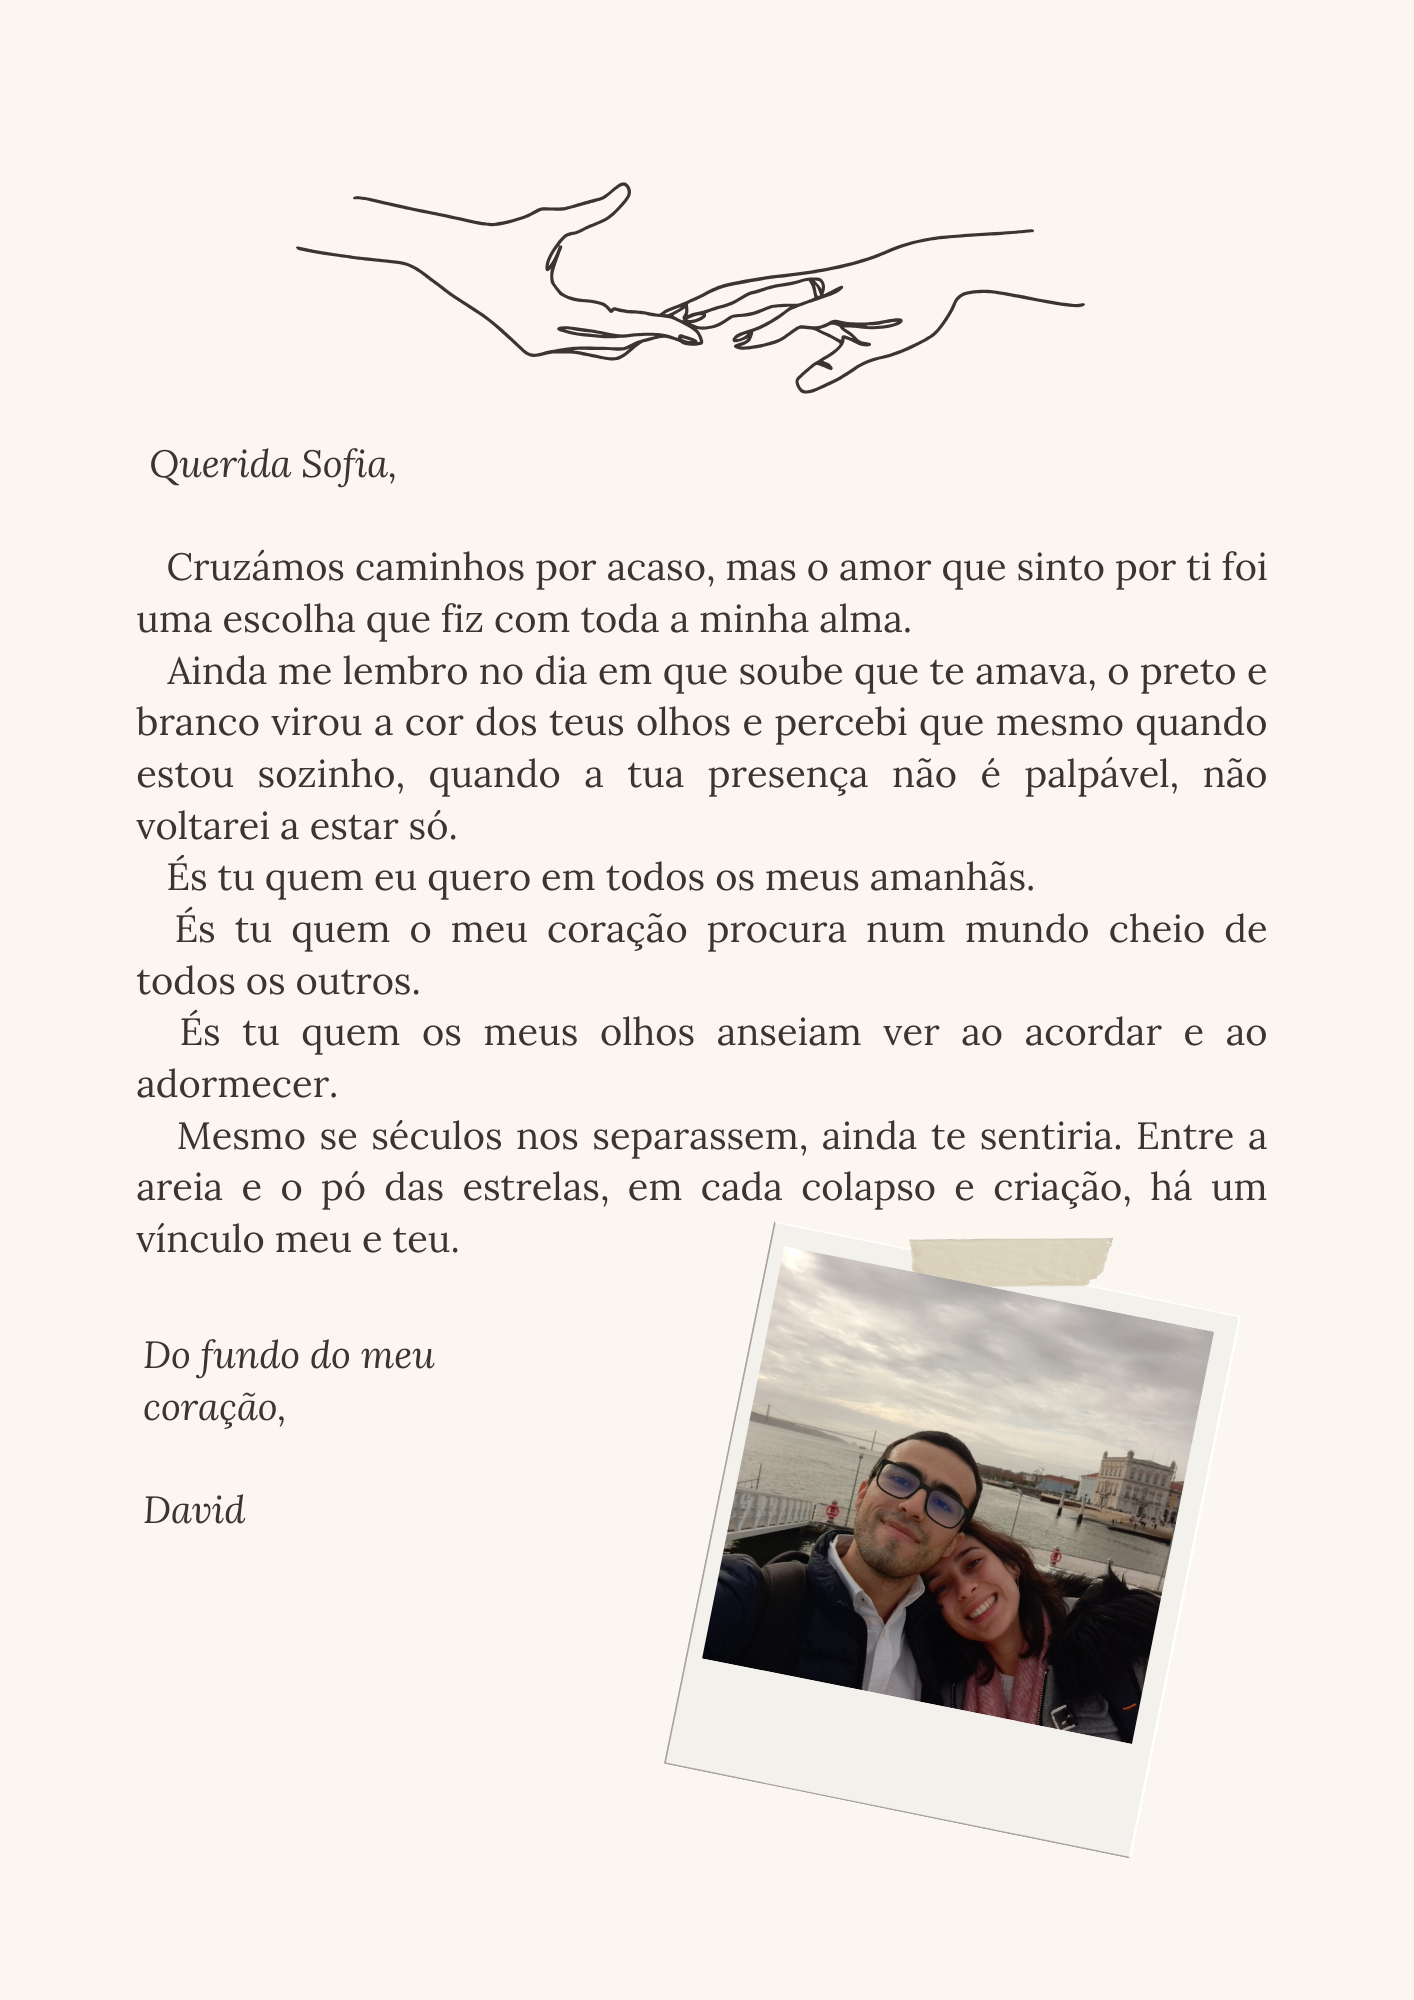 Querida Sofia,
Cruzámos caminhos por acaso, mas o amor que sinto por ti foi
uma escolha que fiz com toda a minha alma.
Ainda me lembro no dia em que soube que te amava, o preto e
branco virou a cor dos teus olhos e percebi que mesmo quando
estou sozinho, quando a tua presença não é palpável, não
voltarei a estar só.
És tu quem eu quero em todos os meus amanhãs.
És tu quem o meu coração procura num mundo cheio de
todos os outros.
És tu quem os meus olhos anseiam ver ao acordar e ao
adormecer.
Mesmo se séculos nos separassem, ainda te sentiria. Entre a
areia e o pó das estrelas, em cada colapso e criação, há um
vínculo meu e teu.
Do fundo do meu
coração,
David